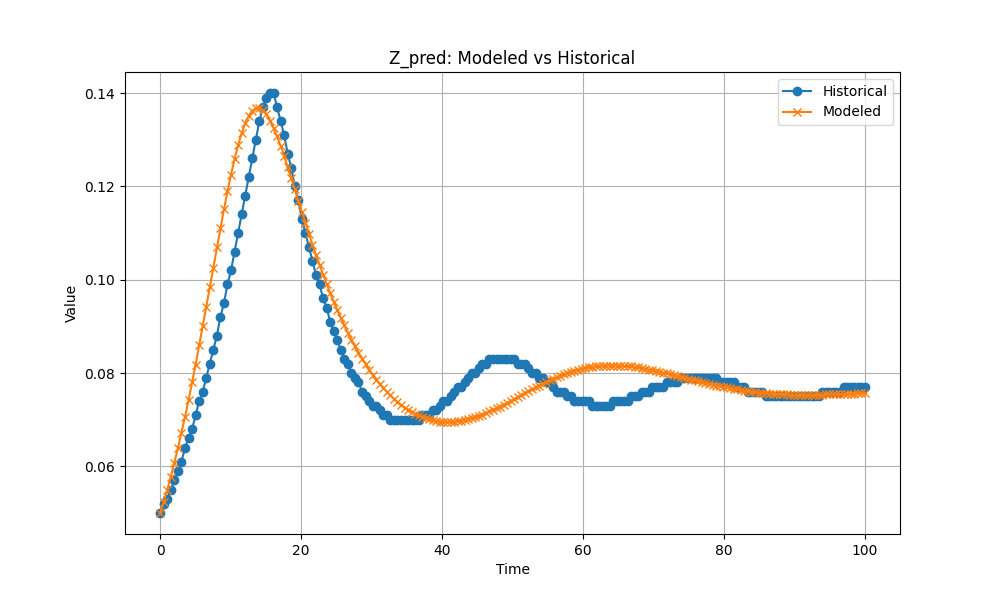 Z_pred: Modeled vs Historical
Historical
Modeled
Value
0.14
0.12
0.10
0.08
0.06
0
20
40
60
80
100
Time